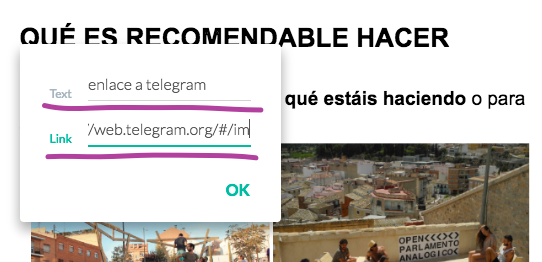 QUÉ ES RECOMENDABLE HACER
Text enlace a telegram
qué estáis haciendo o para
Link /web.telegram.org/#/im
OK
OPEN<<<>>
PARLAMENTO
ANALOGICO<